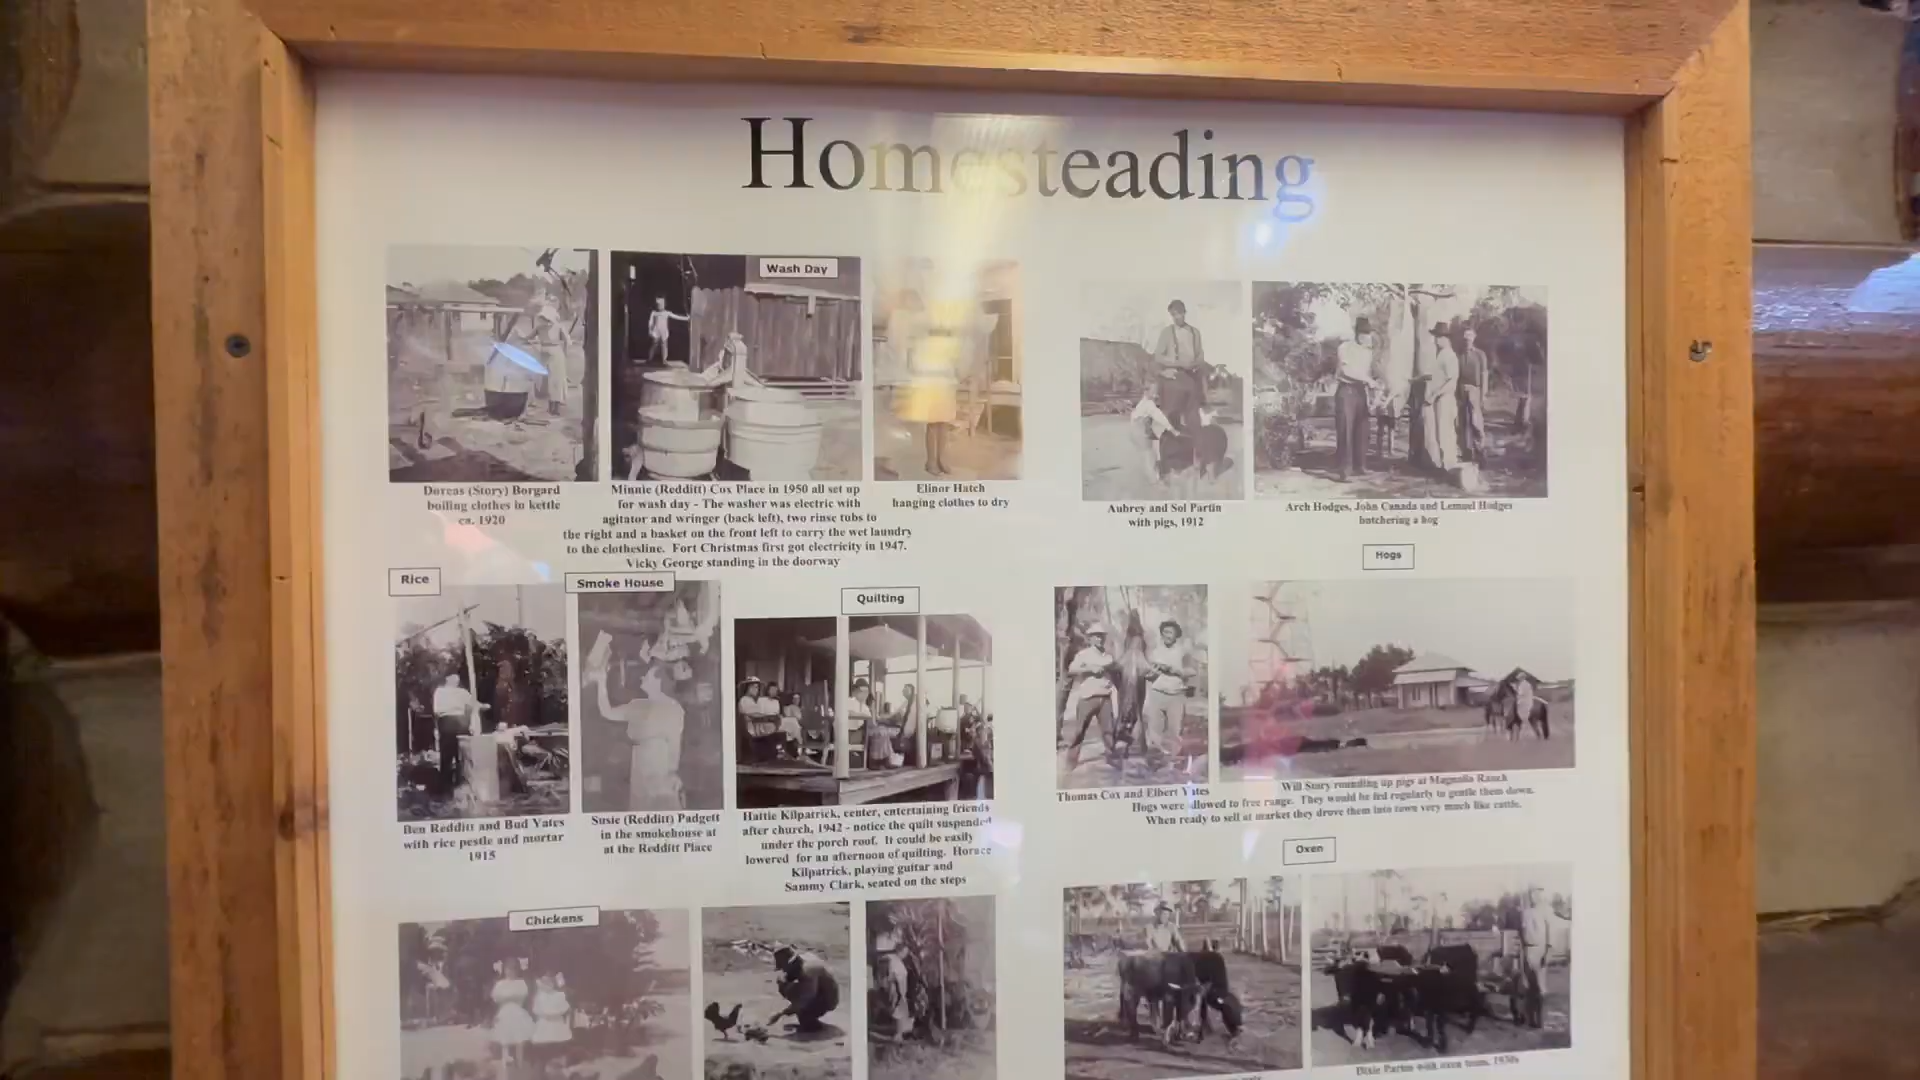 Homesteading
Wash Day
Dorcas (Story) Borgard
boiling clothes in kettle
ca. 1920
Minnie (Redditt) Cox Place in 1950 all set up
for wash day - The washer was electric with
agitator and wringer (back left), two rinse tubs to
the right and a basket on the front left to carry the wet laundry
to the clothesline. Fort Christmas first got electricity in 1947.
Vicky George standing in the doorway
Elinor Hatch
hanging clothes to dry
Aubrey and Sol Partin
with pigs, 1912
Arch Hodges, John Canada and Lemuel Hodges
butchering a hog
Hogs
Rice
Smoke House
Quilting
Ben Redditt and Bud Yates
with rice pestle and mortar
1915
Susie (Redditt) Padgett
in the smokehouse at
at the Redditt Place
Hattie Kilpatrick, center, entertaining friends
after church, 1942 - notice the quilt suspended
under the porch roof. It could be easily
lowered for an afternoon of quilting. Horace
Kilpatrick, playing guitar and
Sammy Clark, seated on the steps
Thomas Cox and Elbert Yates
Will Story rounding up pigs at Magnolia Ranch
Hogs were allowed to free range. They would be fed regularly to gentle them down.
When ready to sell at market they drove them into town very much like cattle.
Oxen
Chickens
Dixie Partin with oxen team, 1930s